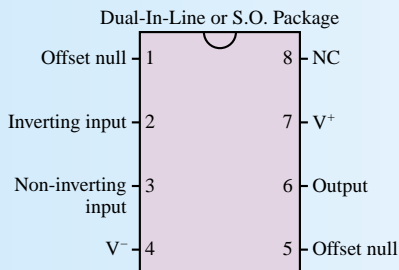 Dual-In-Line or S.O. Package
Offset null 1 8 NC
Inverting input 2 7 V⁺
Non-inverting input 3 6 Output
V⁻ 4 5 Offset null